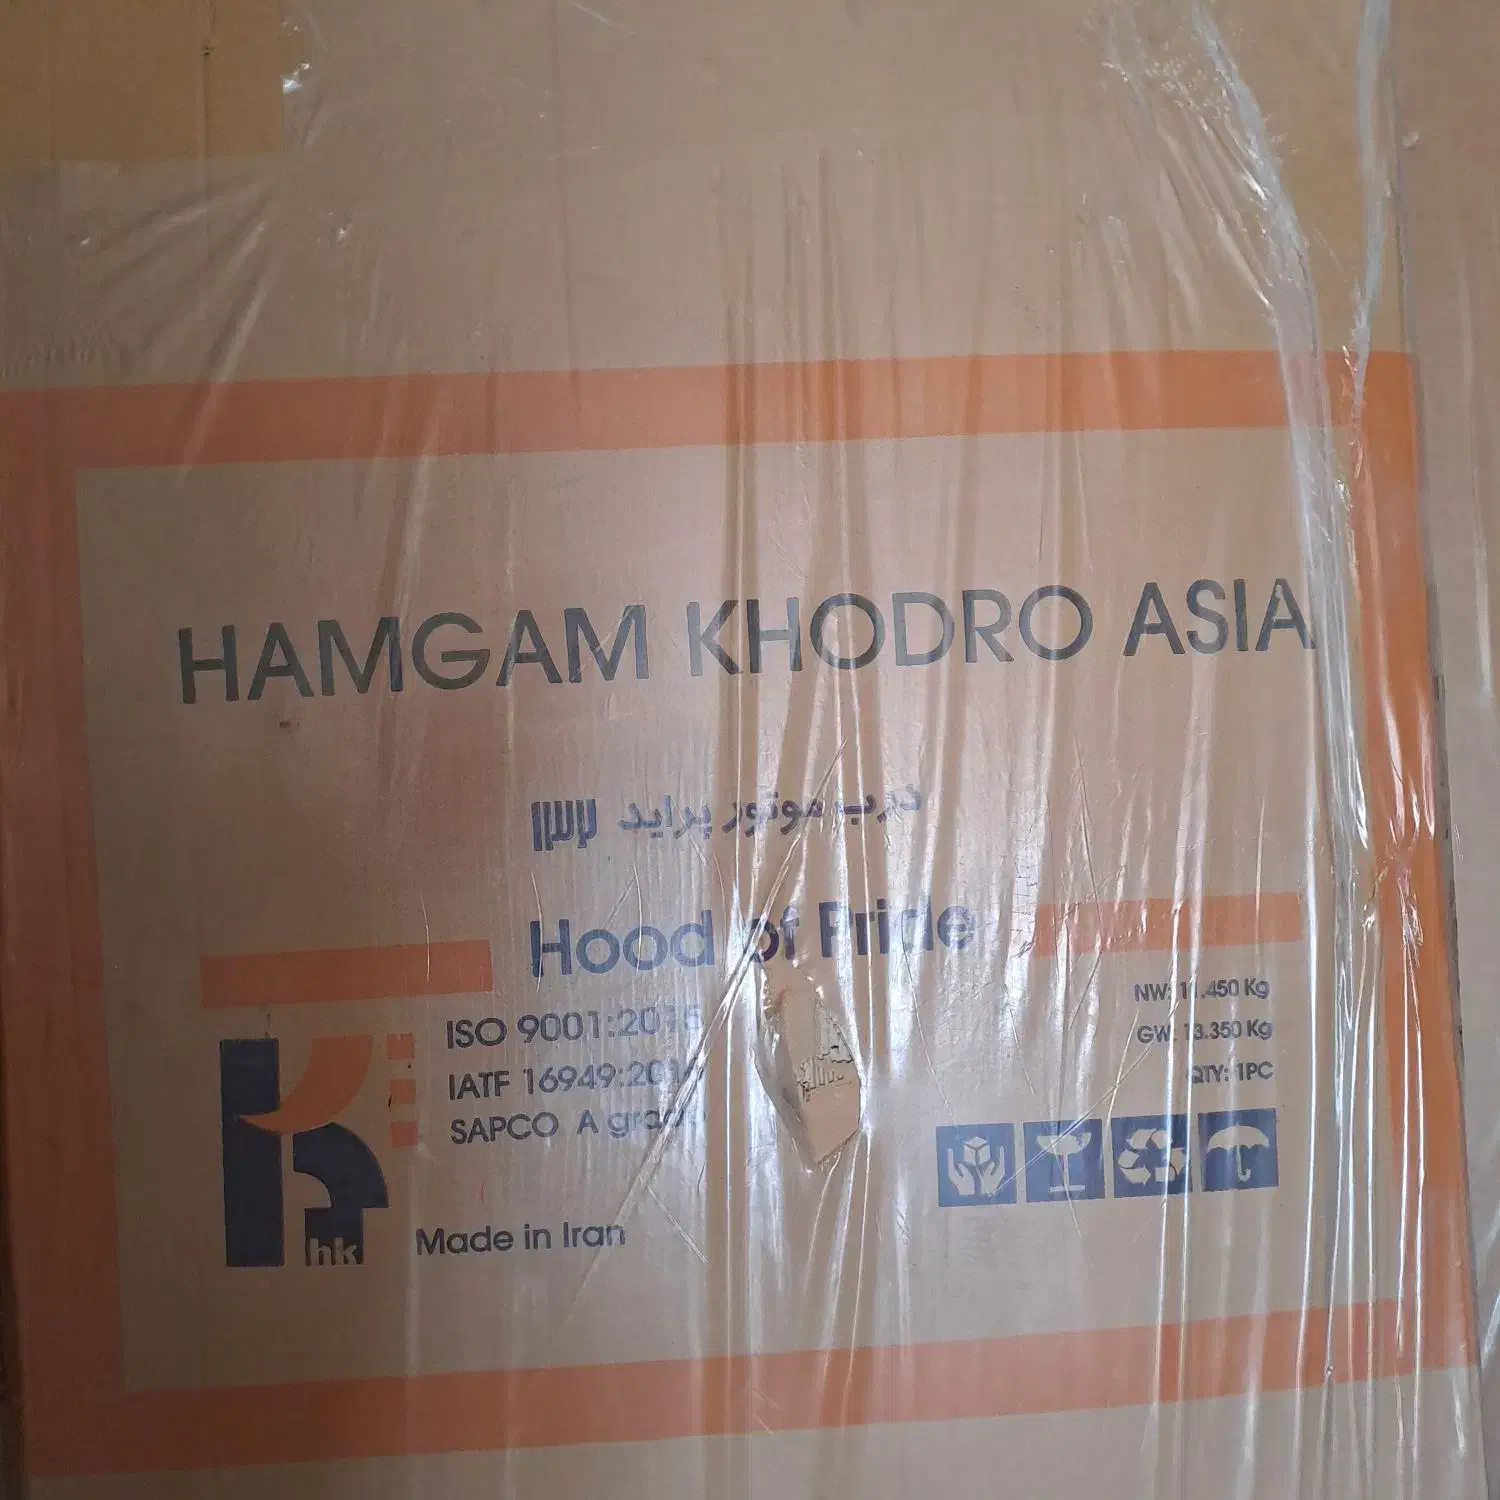 HAMGAM KHODRO ASIA
درب موتور پراید ۱۳۲
Hood of Pride
ISO 9001:2015
NW: 11.450 Kg
GW: 13.350 Kg
IATF 16949:2016
QTY: 1PC
SAPCO A grade
Made in Iran
hk